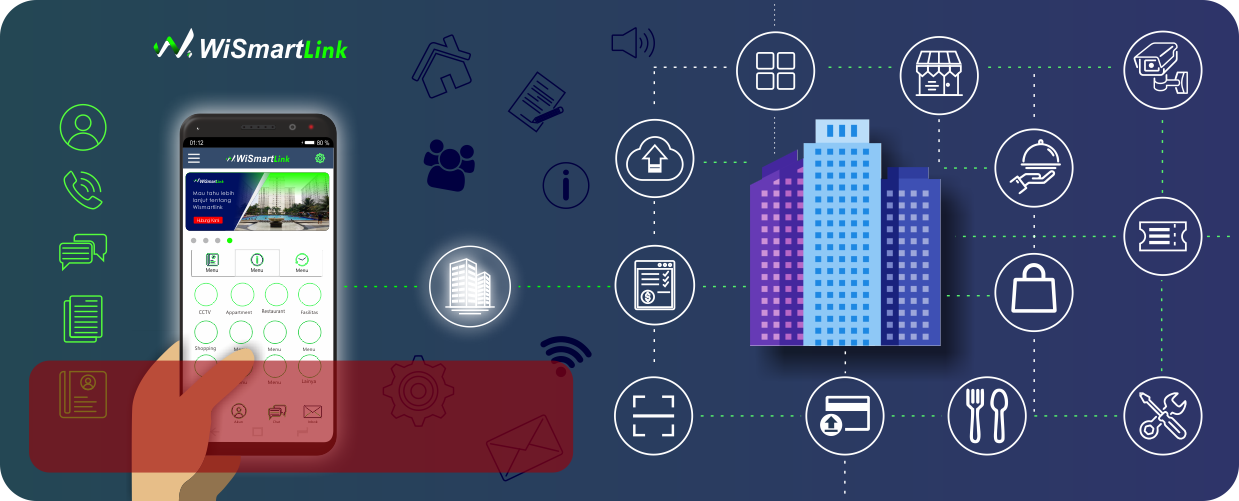 WiSmartLink
01:12
80 %
WiSmartLink
WiSmartLink
Mau tahu lebih
lanjut tentang
Wismartlink
Menu
Menu
Menu
CCTV
Appartment
Restaurant
Fasilitas
Shopping
Menu
Menu
Menu
Menu
Lainya